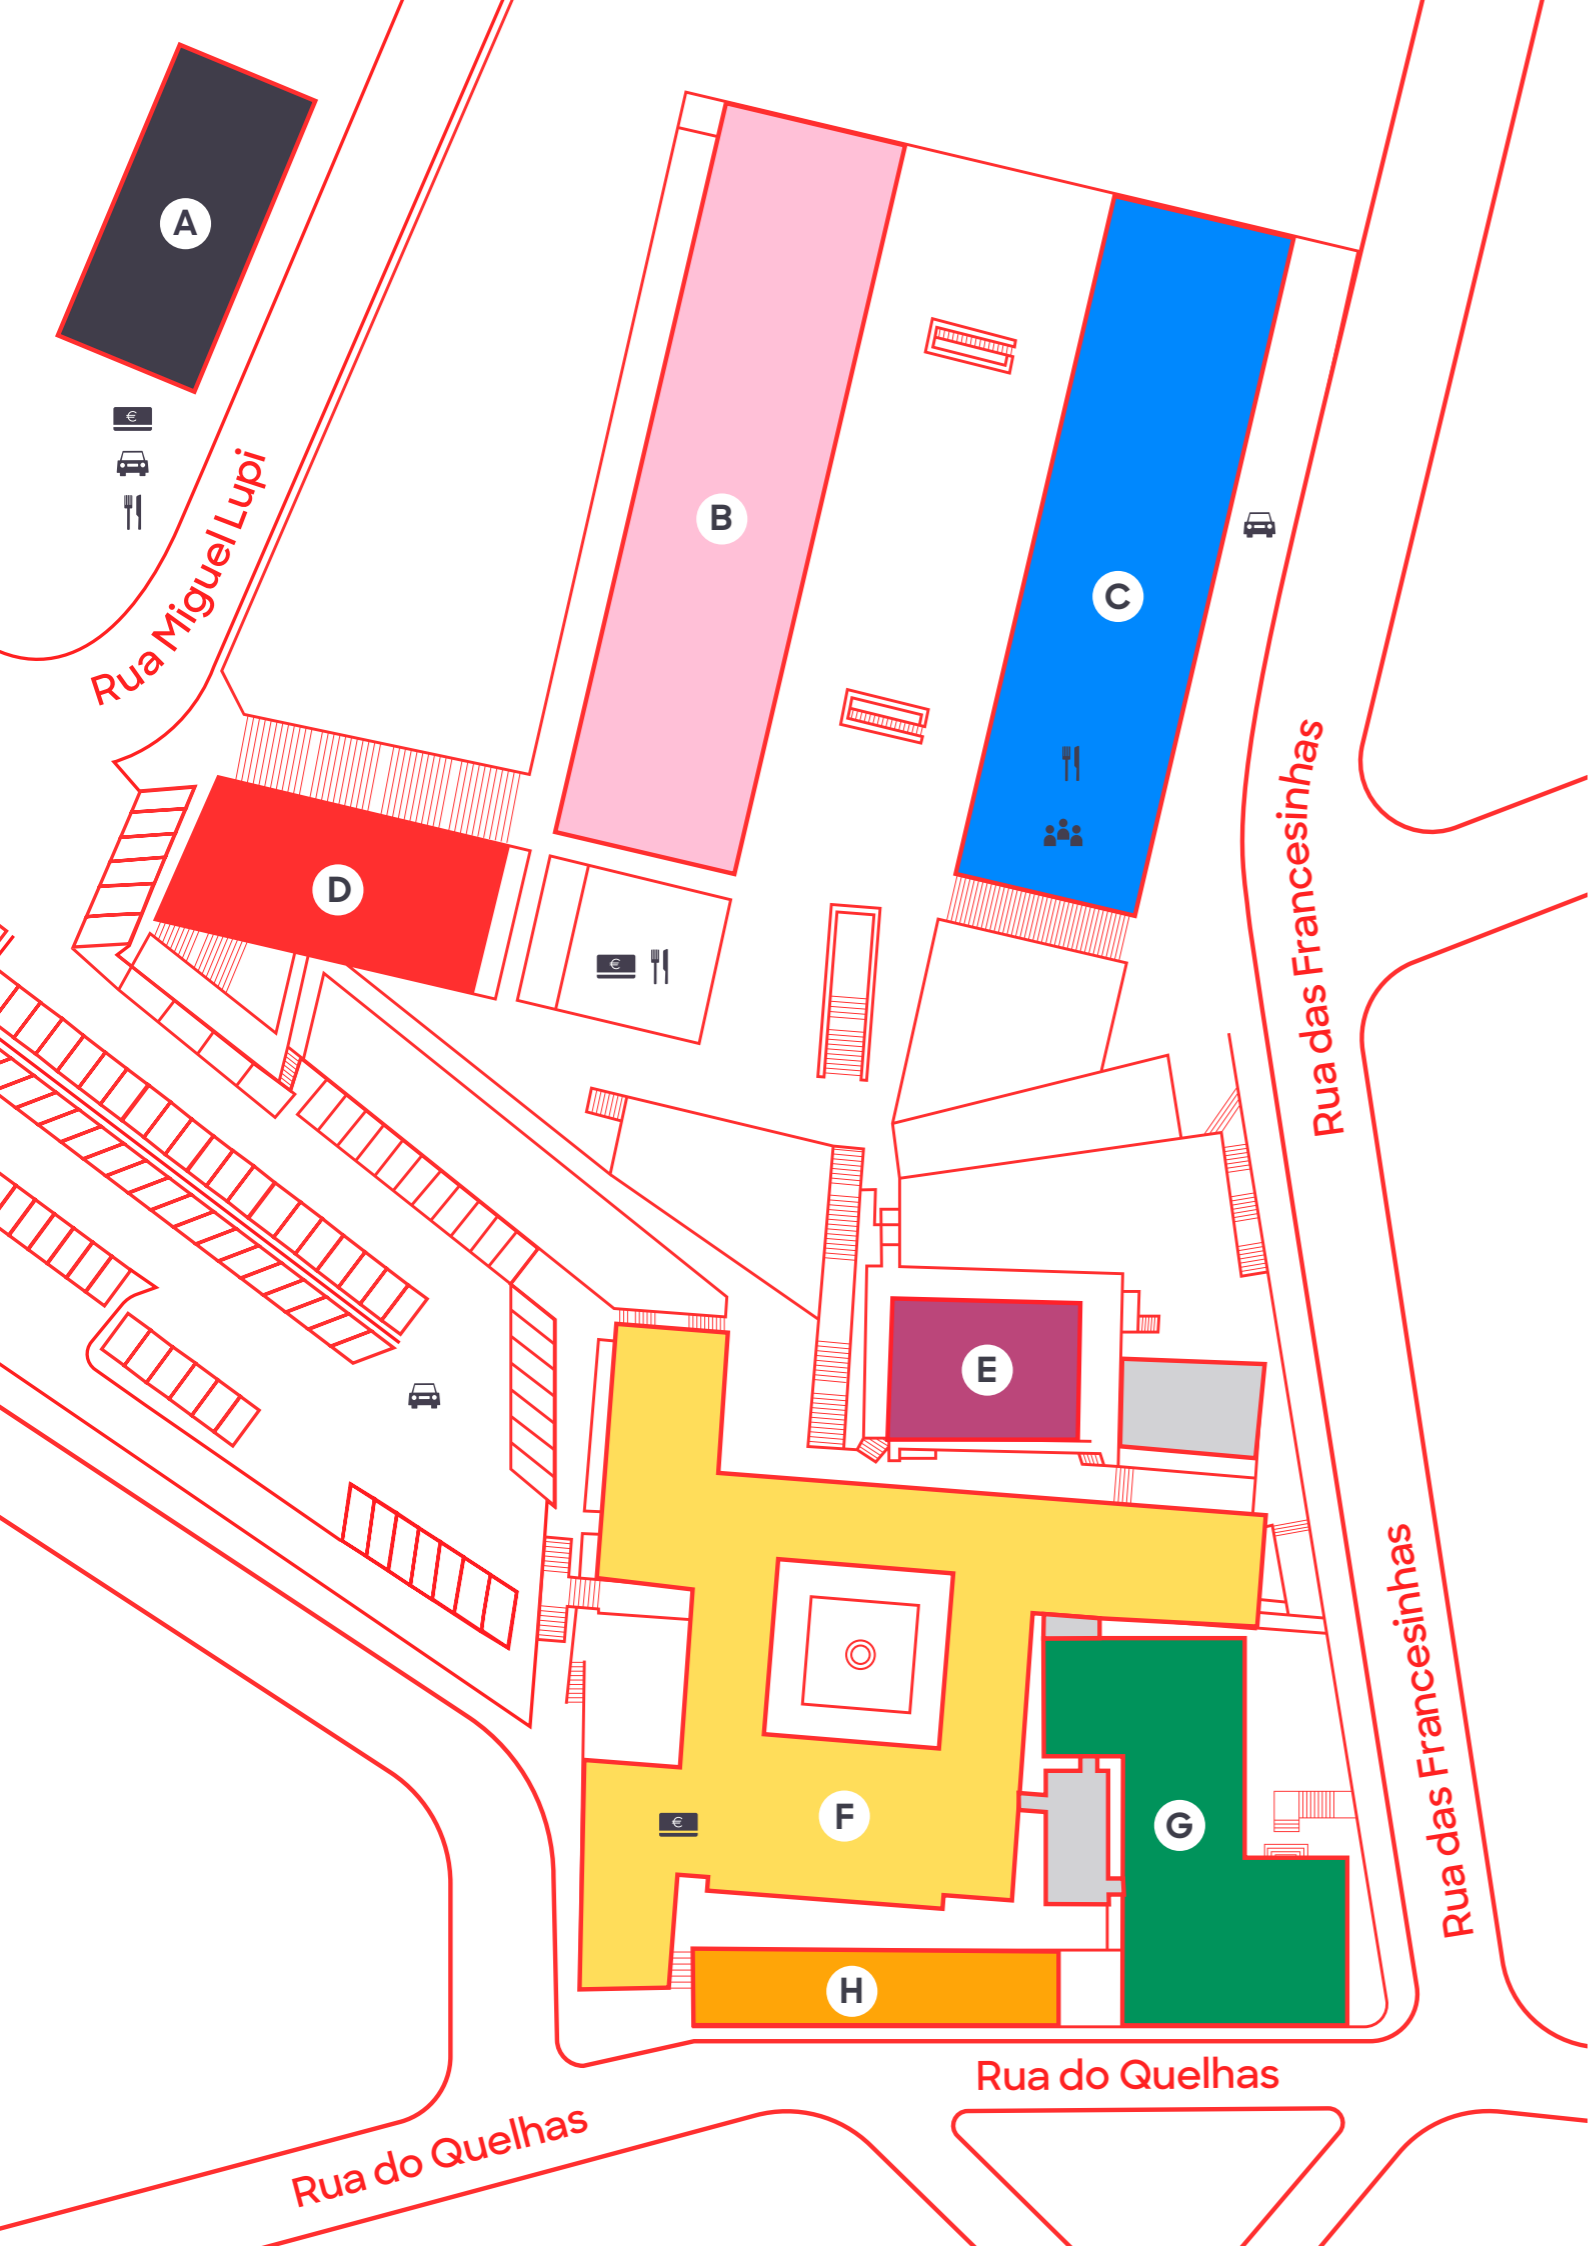 A
€
Rua Miguel Lupi
B
C
D
€
Rua das Francesinhas
E
Rua das Francesinhas
F
€
G
H
Rua do Quelhas
Rua do Quelhas